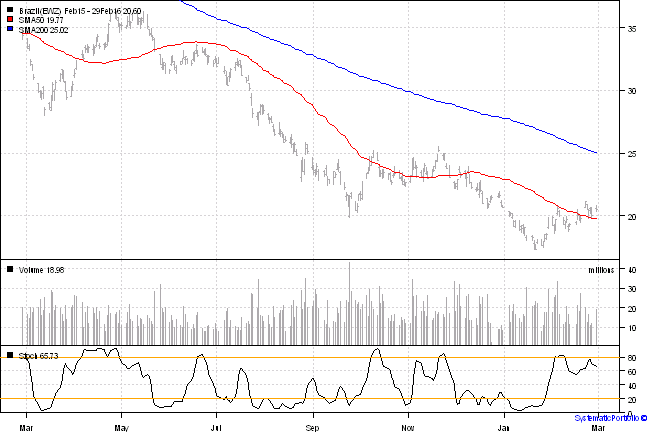 Brazil(EWZ) Feb15 - 29Feb16 20.60
SMA50 19.77
SMA200 25.02
35
30
25
20
Volume 18.98
millions
40
30
20
10
Stoch 65.73
80
60
40
20
0
SystematicPortfolio ©
Mar May Jul Sep Nov Jan Mar